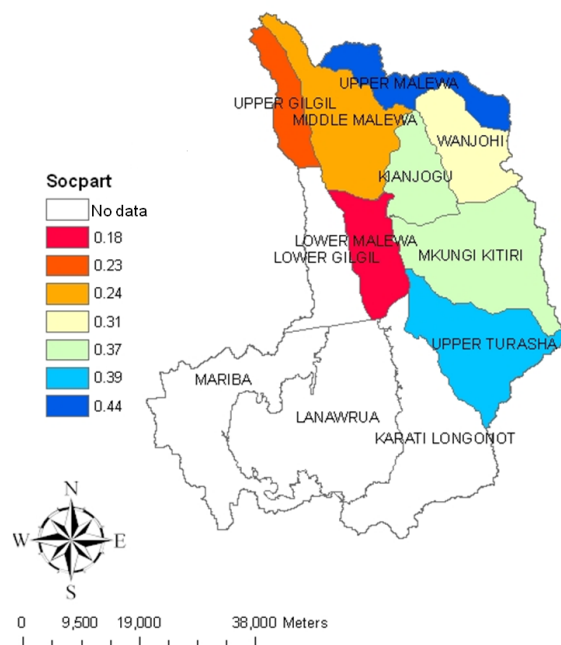 UPPER MALEWA
UPPER GILGIL
MIDDLE MALEWA
WANJOHI
KIANJOGU
Socpart
No data
0.18
0.23
0.24
0.31
0.37
0.39
0.44
LOWER MALEWA
LOWER GILGIL
MKUNGI KITIRI
UPPER TURASHA
MARIBA
LANAWRUA
KARATI LONGONOT
N
W E
S
0 9,500 19,000 38,000 Meters